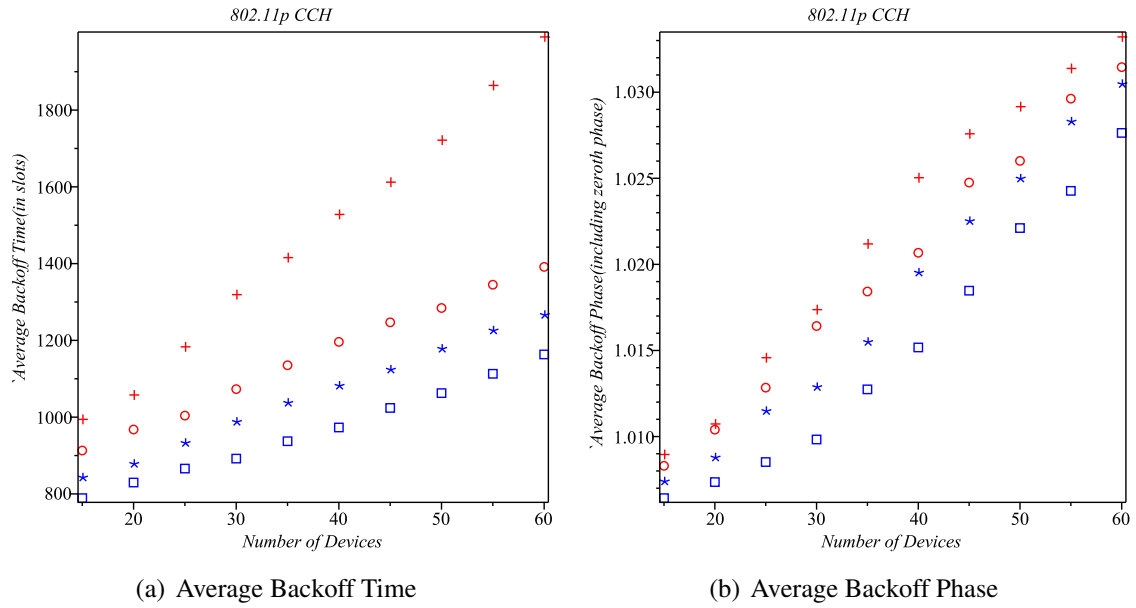 802.11p CCH
`Average Backoff Time(in slots)
1800
1600
1400
1200
1000
800
20
30
40
50
60
Number of Devices
(a) Average Backoff Time
802.11p CCH
`Average Backoff Phase(including zeroth phase)
1.030
1.025
1.020
1.015
1.010
20
30
40
50
60
Number of Devices
(b) Average Backoff Phase